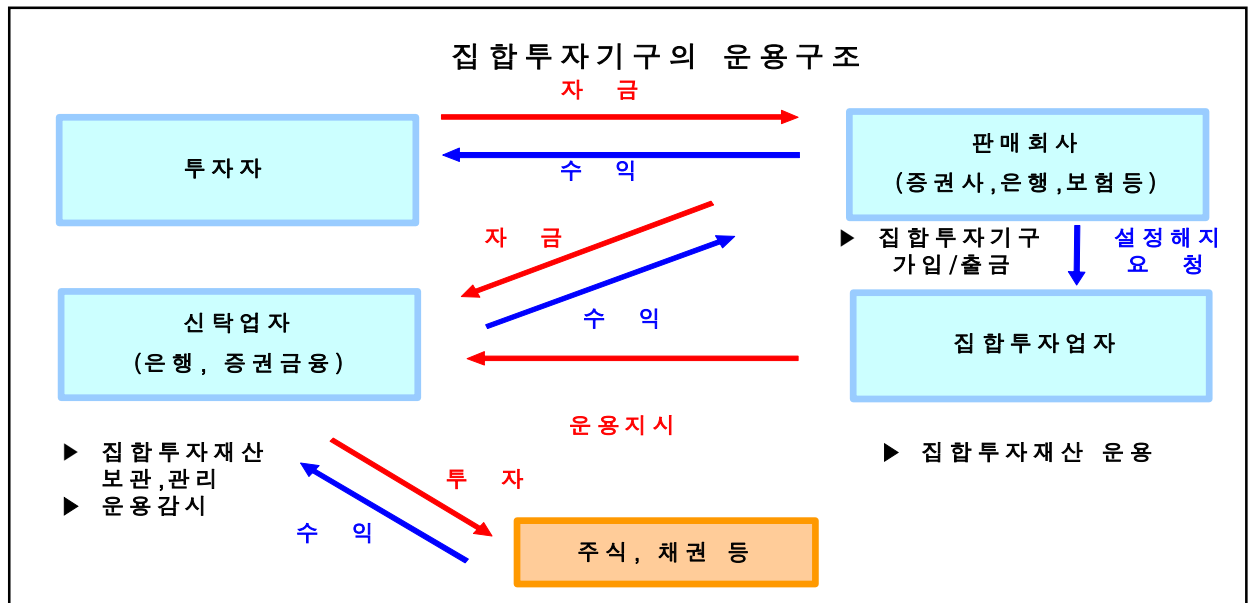 집합투자기구의 운용구조
자 금
투자자
수 익
판매회사
(증권사,은행,보험등)
자 금
▶ 집합투자기구
가입/출금
설정해지
요 청
신탁업자
(은행, 증권금융)
수 익
집합투자업자
운용지시
▶ 집합투자재산
보관,관리
▶ 운용감시
▶ 집합투자재산 운용
투 자
수 익
주식, 채권 등